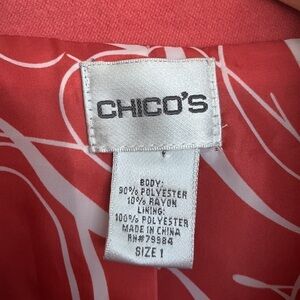 CHICO'S
BODY:
90% POLYESTER
10% RAYON
LINING:
100% POLYESTER
MADE IN CHINA
RN#79984
SIZE 1